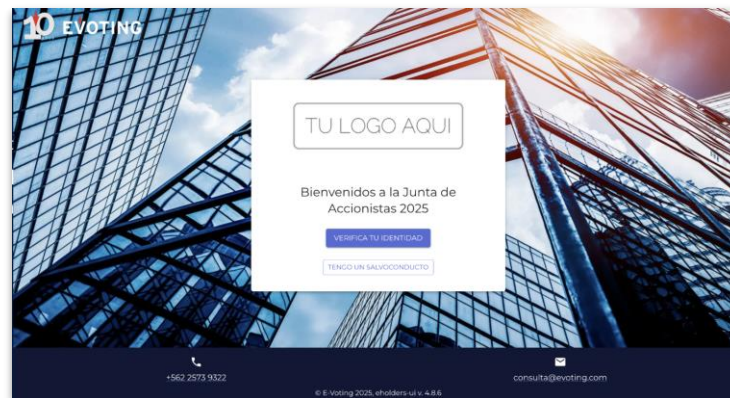 10 EVOTING
TU LOGO AQUI
Bienvenidos a la Junta de
Accionistas 2025
VERIFICA TU IDENTIDAD
TENGO UN SALVOCONDUCTO
+562 2573 9322
consulta@evoting.com
© E-Voting 2025, eholders-ui v. 4.8.6